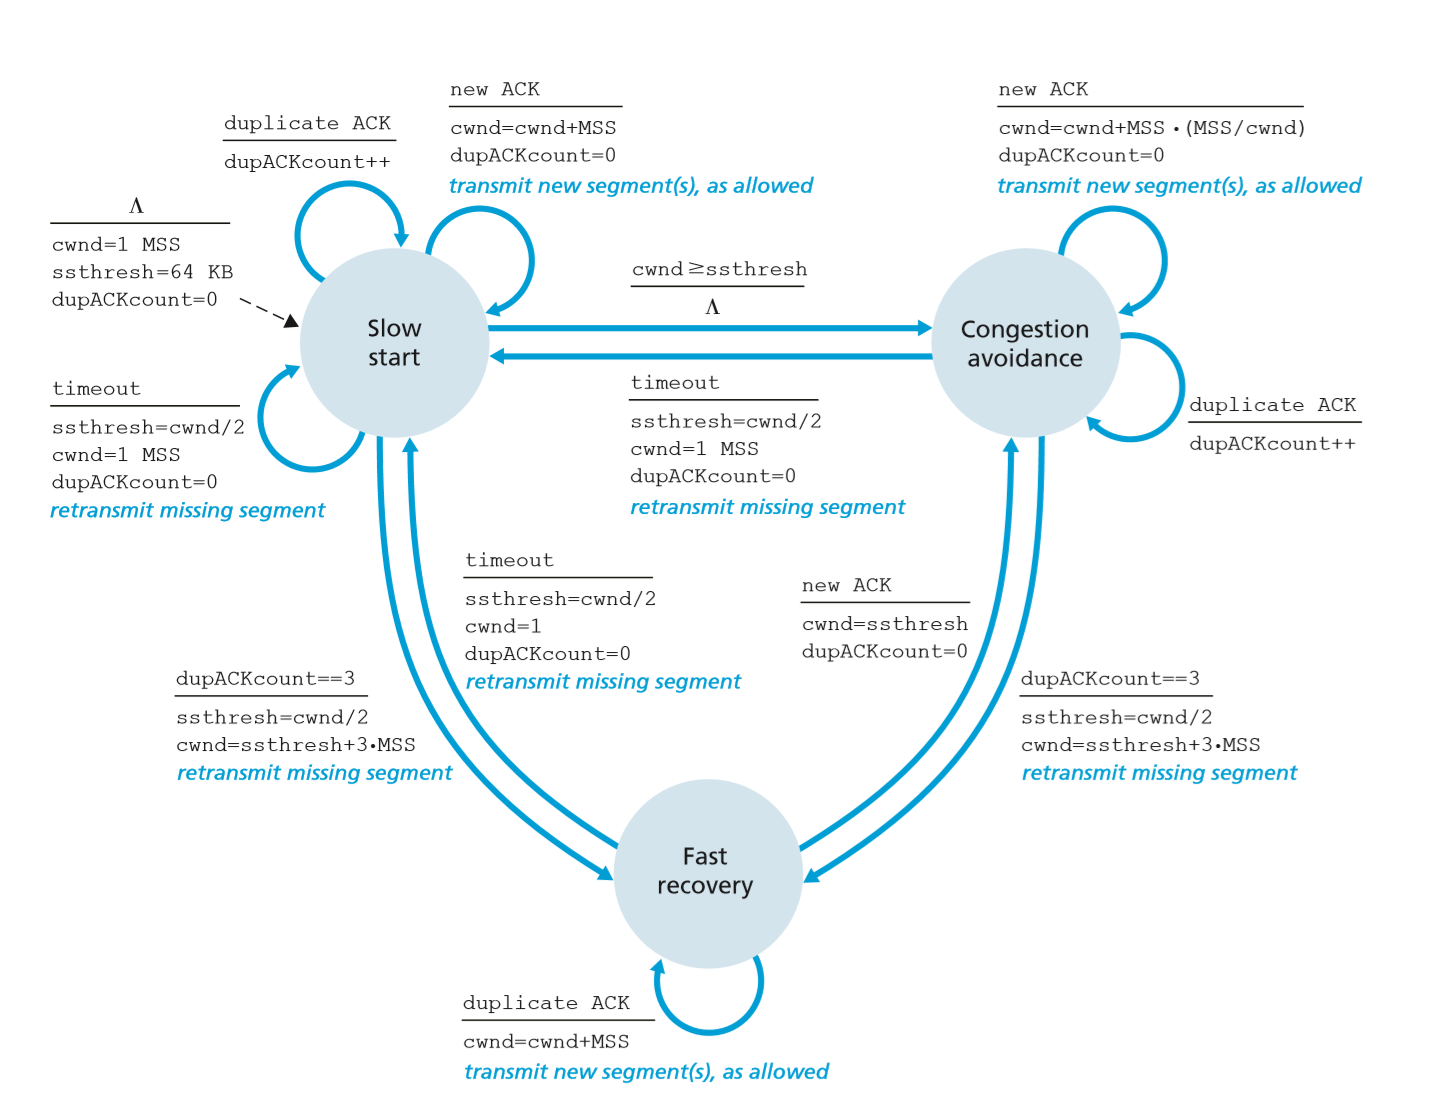 new ACK
cwnd=cwnd+MSS
dupACKcount=0
transmit new segment(s), as allowed
new ACK
cwnd=cwnd+MSS•(MSS/cwnd)
dupACKcount=0
transmit new segment(s), as allowed
duplicate ACK
dupACKcount++
Λ
cwnd=1 MSS
ssthresh=64 KB
dupACKcount=0
cwnd≥ssthresh
Λ
Slow
start
Congestion
avoidance
timeout
ssthresh=cwnd/2
cwnd=1 MSS
dupACKcount=0
retransmit missing segment
timeout
ssthresh=cwnd/2
cwnd=1 MSS
dupACKcount=0
retransmit missing segment
duplicate ACK
dupACKcount++
timeout
ssthresh=cwnd/2
cwnd=1
dupACKcount=0
retransmit missing segment
new ACK
cwnd=ssthresh
dupACKcount=0
dupACKcount==3
ssthresh=cwnd/2
cwnd=ssthresh+3•MSS
retransmit missing segment
dupACKcount==3
ssthresh=cwnd/2
cwnd=ssthresh+3•MSS
retransmit missing segment
Fast
recovery
duplicate ACK
cwnd=cwnd+MSS
transmit new segment(s), as allowed